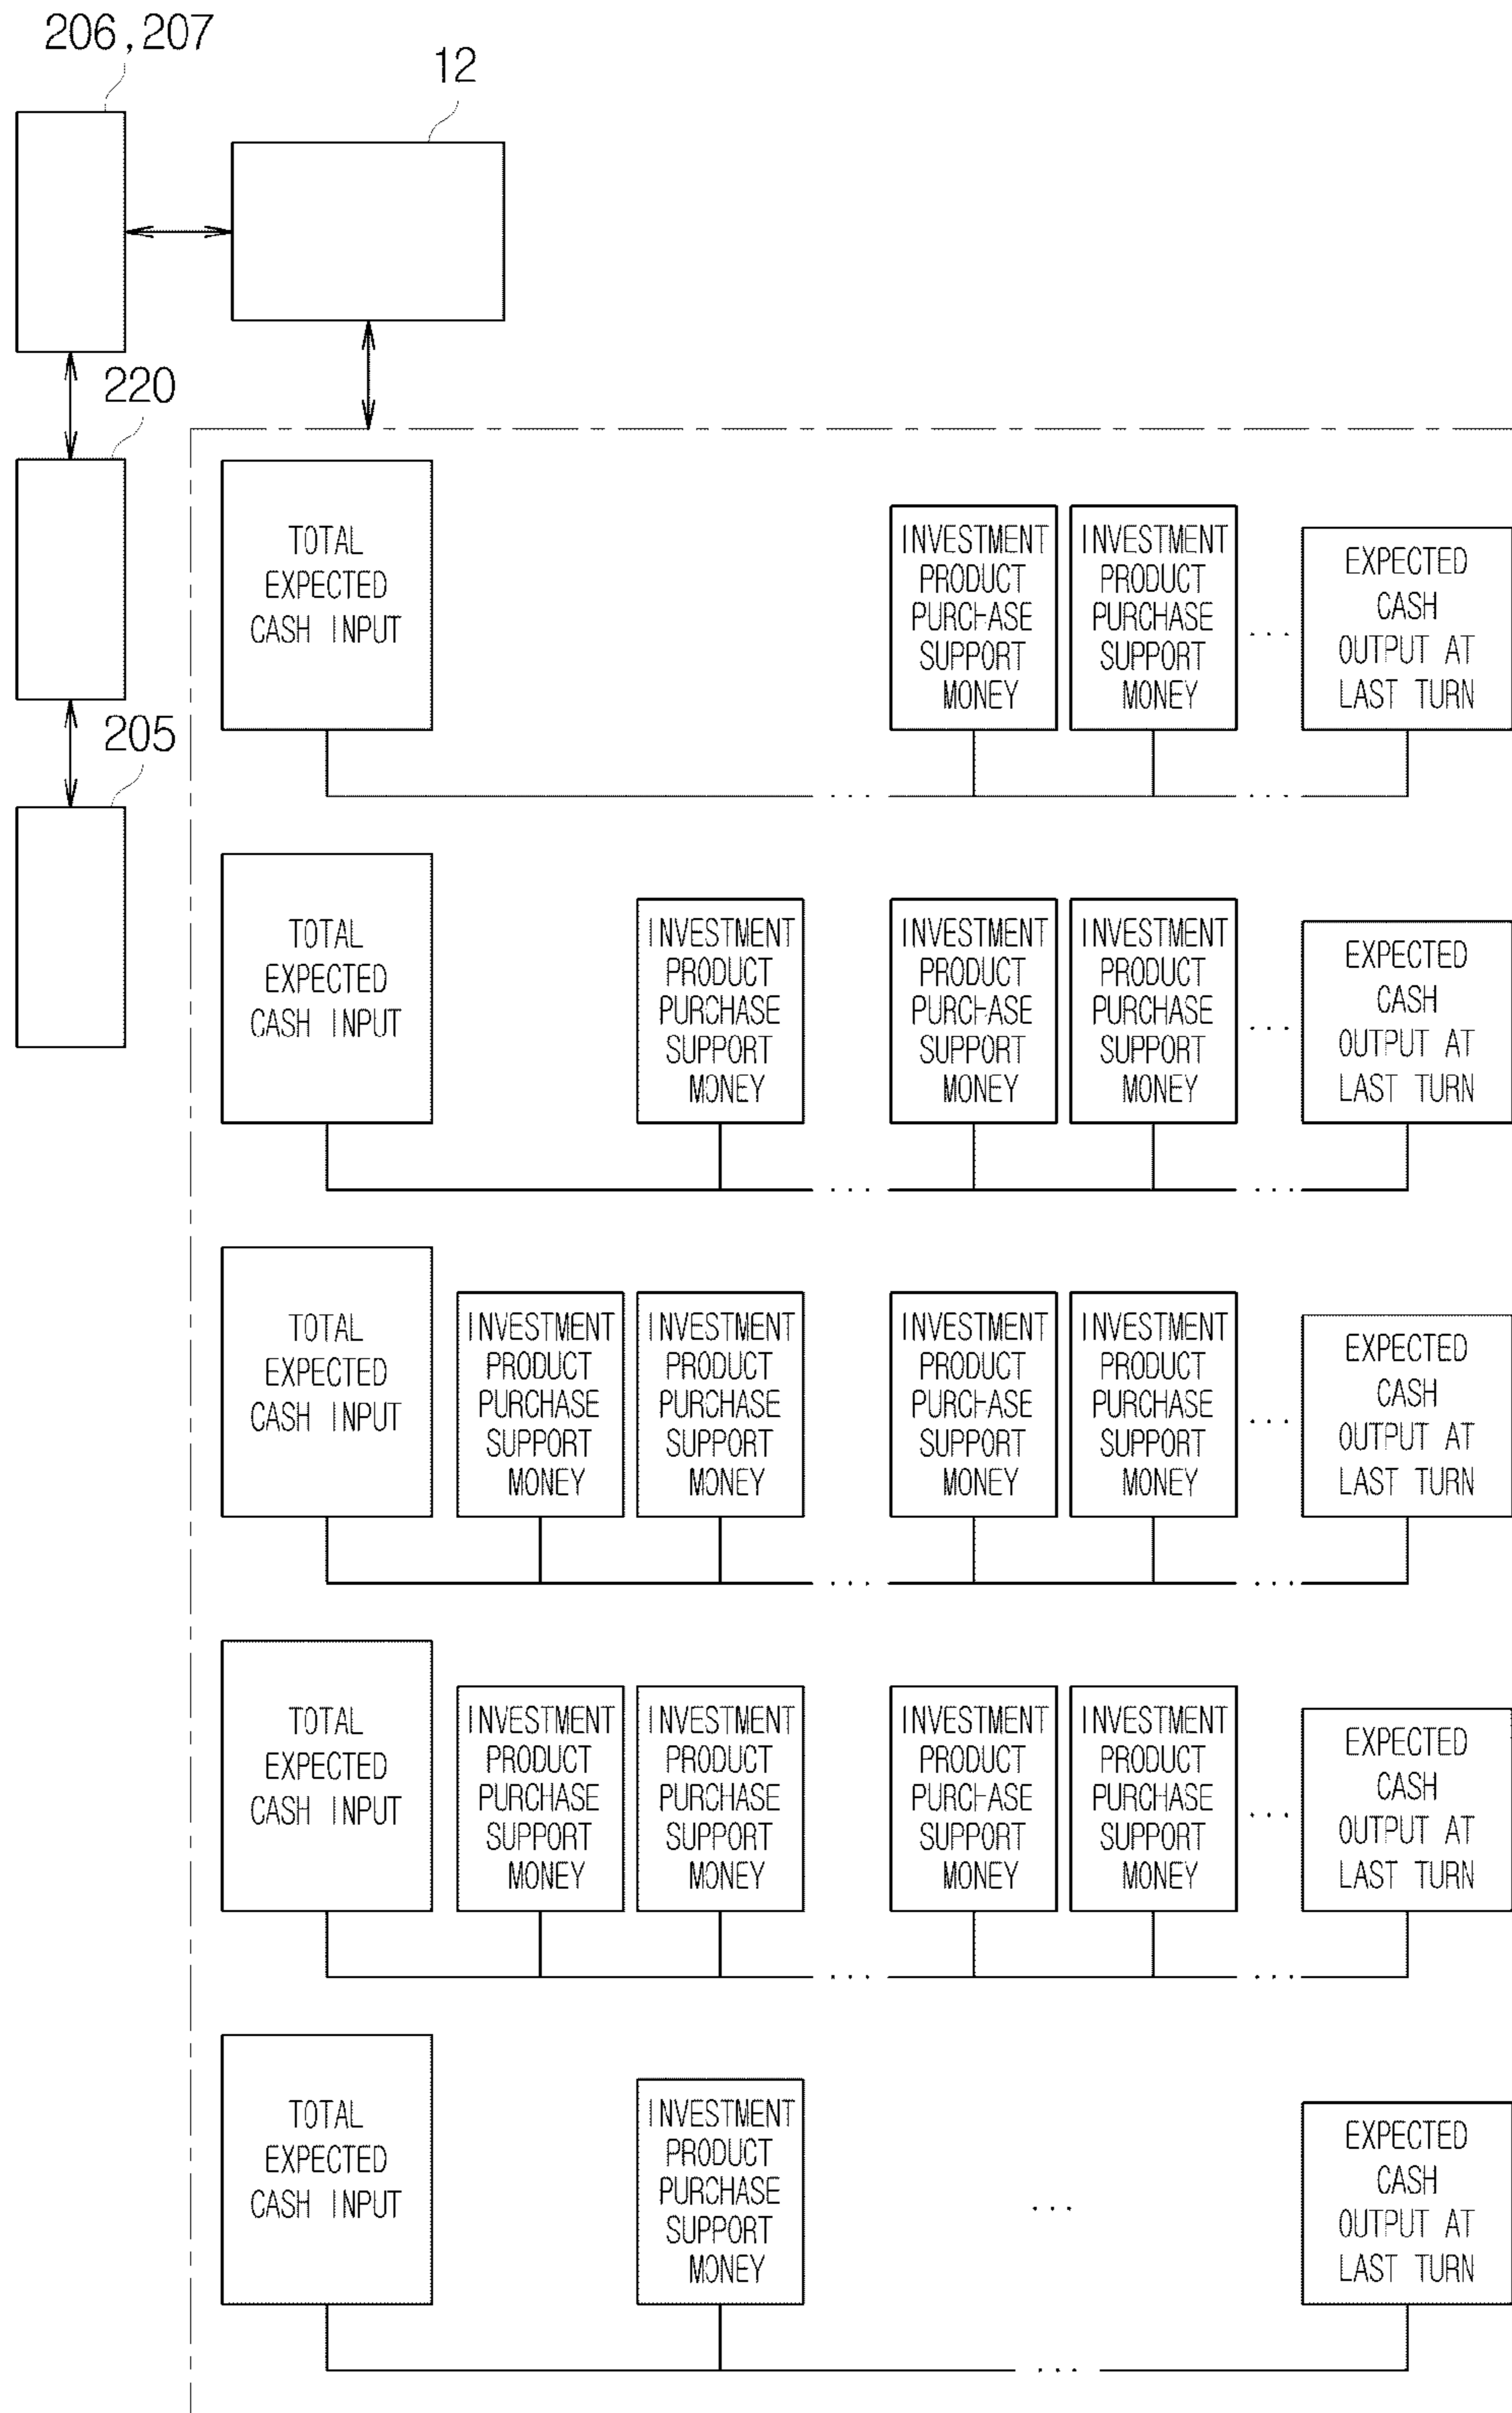 206,207
12
220
205
TOTAL
EXPECTED
CASH INPUT
INVESTMENT
PRODUCT
PURCHASE
SUPPORT
MONEY
INVESTMENT
PRODUCT
PURCHASE
SUPPORT
MONEY
...
EXPECTED
CASH
OUTPUT AT
LAST TURN
...
...
TOTAL
EXPECTED
CASH INPUT
INVESTMENT
PRODUCT
PURCHASE
SUPPORT
MONEY
INVESTMENT
PRODUCT
PURCHASE
SUPPORT
MONEY
INVESTMENT
PRODUCT
PURCHASE
SUPPORT
MONEY
...
EXPECTED
CASH
OUTPUT AT
LAST TURN
...
...
TOTAL
EXPECTED
CASH INPUT
INVESTMENT
PRODUCT
PURCHASE
SUPPORT
MONEY
INVESTMENT
PRODUCT
PURCHASE
SUPPORT
MONEY
INVESTMENT
PRODUCT
PURCHASE
SUPPORT
MONEY
INVESTMENT
PRODUCT
PURCHASE
SUPPORT
MONEY
...
EXPECTED
CASH
OUTPUT AT
LAST TURN
...
...
TOTAL
EXPECTED
CASH INPUT
INVESTMENT
PRODUCT
PURCHASE
SUPPORT
MONEY
INVESTMENT
PRODUCT
PURCHASE
SUPPORT
MONEY
INVESTMENT
PRODUCT
PURCHASE
SUPPORT
MONEY
INVESTMENT
PRODUCT
PURCHASE
SUPPORT
MONEY
...
EXPECTED
CASH
OUTPUT AT
LAST TURN
...
...
TOTAL
EXPECTED
CASH INPUT
INVESTMENT
PRODUCT
PURCHASE
SUPPORT
MONEY
...
EXPECTED
CASH
OUTPUT AT
LAST TURN
...